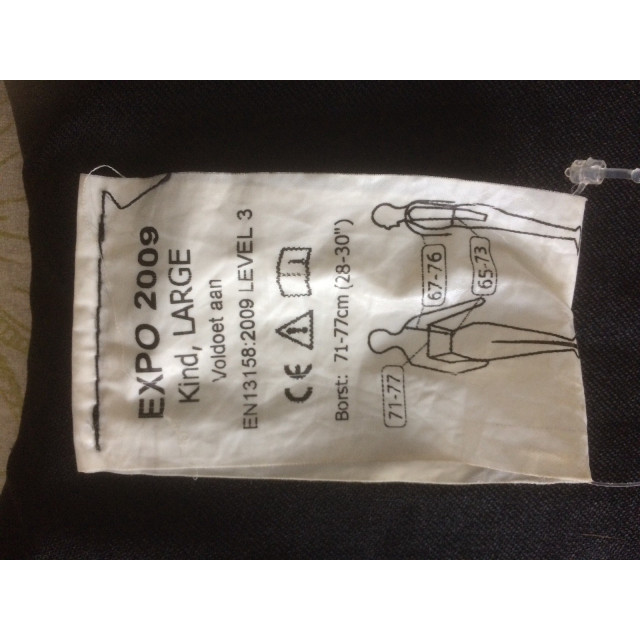 EXPO 2009
Kind, LARGE
Voldoet aan
EN13158:2009 LEVEL 3
CE
Borst: 71-77cm (28-30")
71-77
67-76
65-73